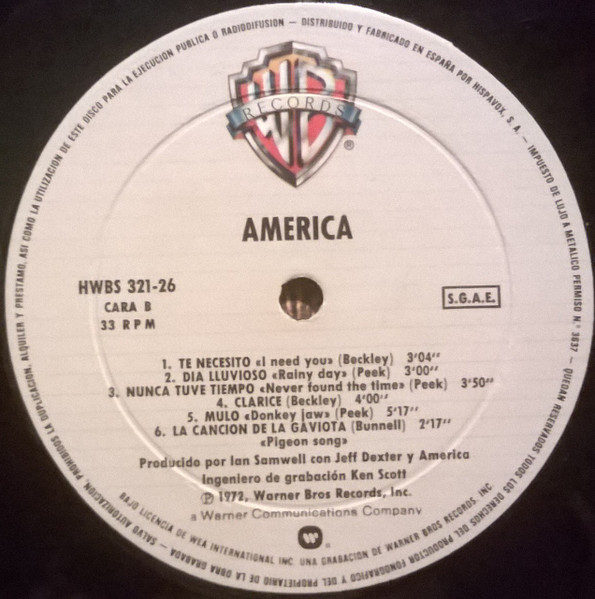 PROHIBIDOS LA DUPLICACION, ALQUILER Y PRESTAMO, ASI COMO LA UTILIZACION DE ESTE DISCO PARA LA EJECUCION PUBLICA O RADIODIFUSION — DISTRIBUIDO Y FABRICADO EN ESPAÑA POR HISPAVOX, S. A. — IMPUESTO DE LUJO A METALICO PERMISO N.° 3637 — QUEDAN RESERVADOS TODOS LOS DERECHOS DEL PRODUCTOR FONOGRAFICO Y DEL PROPIETARIO DE LA OBRA GRABADA — SALVO AUTORIZACION,
WB
RECORDS
®
AMERICA
HWBS 321-26
CARA B
33 RPM
S.G.A.E.
1. TE NECESITO «I need you» (Beckley) 3'04''
2. DIA LLUVIOSO «Rainy day» (Peek) 3'00''
3. NUNCA TUVE TIEMPO «Never found the time» (Peek) 3'50''
4, CLARICE (Beckley) 4'00''
5. MULO «Donkey jaw» (Peek) 5'17''
6. LA CANCION DE LA GAVIOTA (Bunnell) 2'17''
«Pigeon song»
Producido por Ian Samwell con Jeff Dexter y America
Ingeniero de grabación Ken Scott
℗ 1972, Warner Bros Records, Inc.
a Warner Communications Company
BAJO LICENCIA DE WEA INTERNATIONAL INC. UNA GRABACION DE WARNER BROS RECORDS, INC.